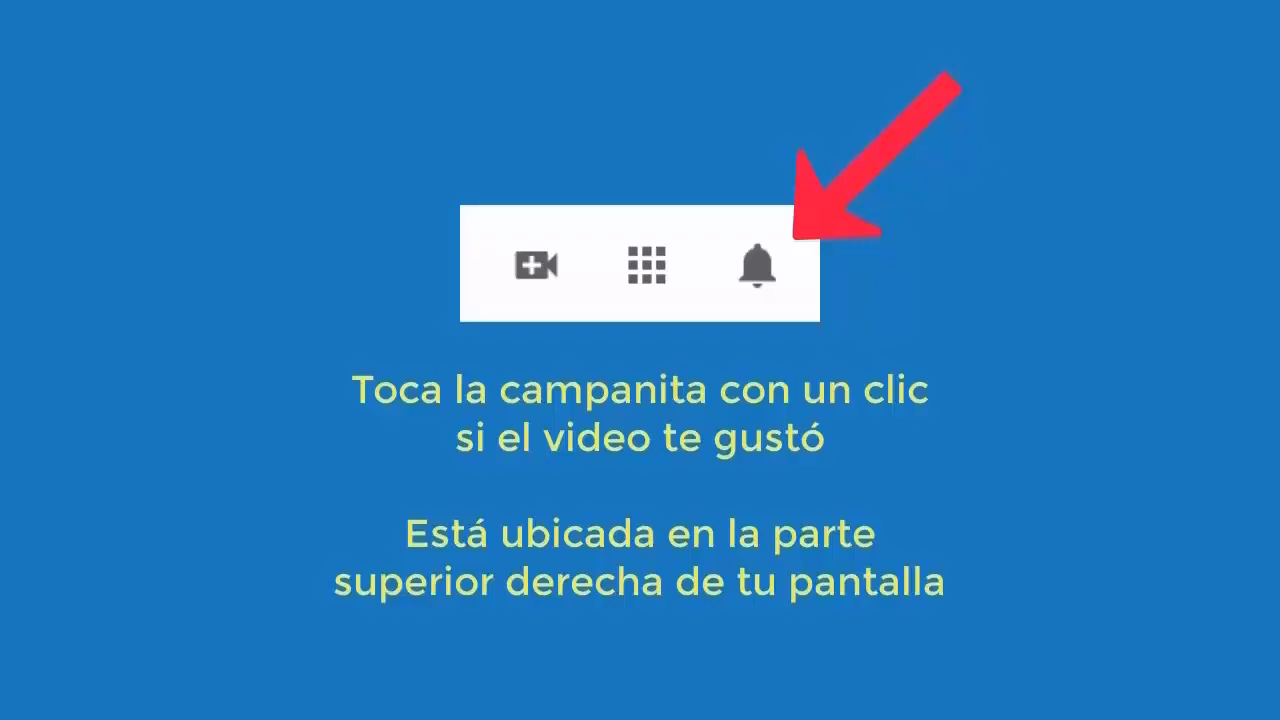 Toca la campanita con un clic
si el video te gustó
Está ubicada en la parte
superior derecha de tu pantalla